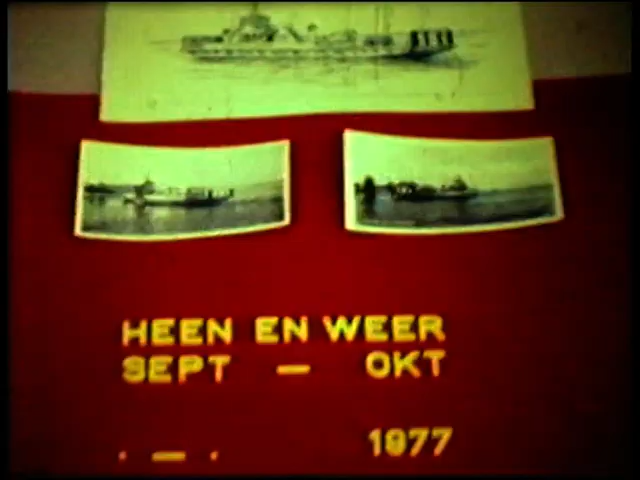 HEEN EN WEER
SEPT - OKT
. - . 1977